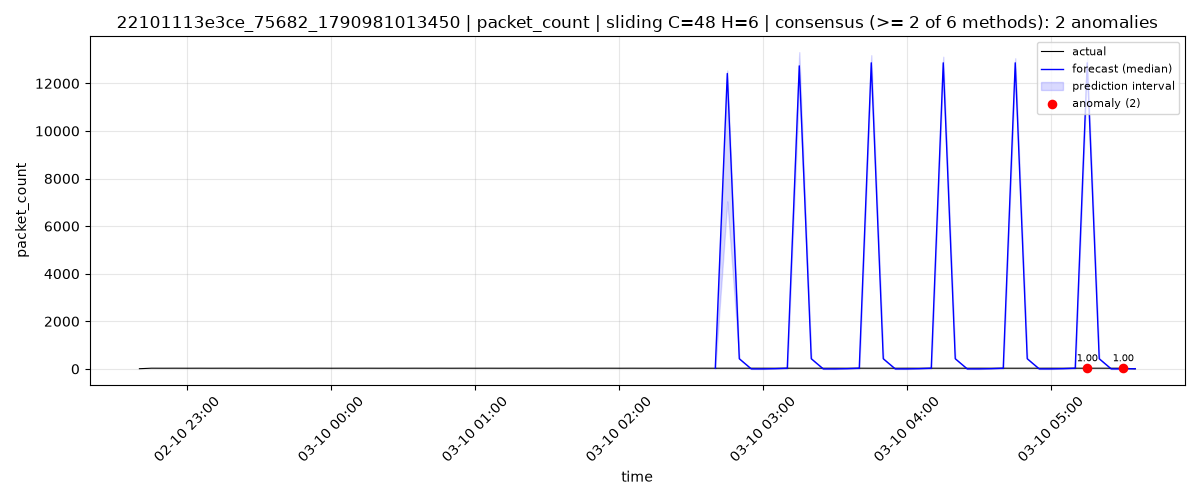 22101113e3ce_75682_1790981013450 | packet_count | sliding C=48 H=6 | consensus (>= 2 of 6 methods): 2 anomalies
actual
forecast (median)
prediction interval
anomaly (2)
packet_count
12000
10000
8000
6000
4000
2000
0
1.00
1.00
02-10 23:00
03-10 00:00
03-10 01:00
03-10 02:00
03-10 03:00
03-10 04:00
03-10 05:00
time